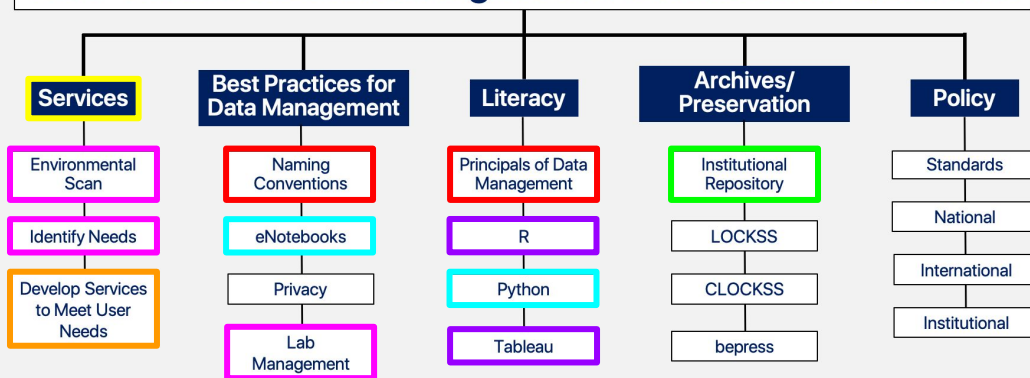 Services
Best Practices for
Data Management
Literacy
Archives/
Preservation
Policy
Environmental
Scan
Identify Needs
Develop Services
to Meet User
Needs
Naming
Conventions
eNotebooks
Privacy
Lab
Management
Principals of Data
Management
R
Python
Tableau
Institutional
Repository
LOCKSS
CLOCKSS
bepress
Standards
National
International
Institutional